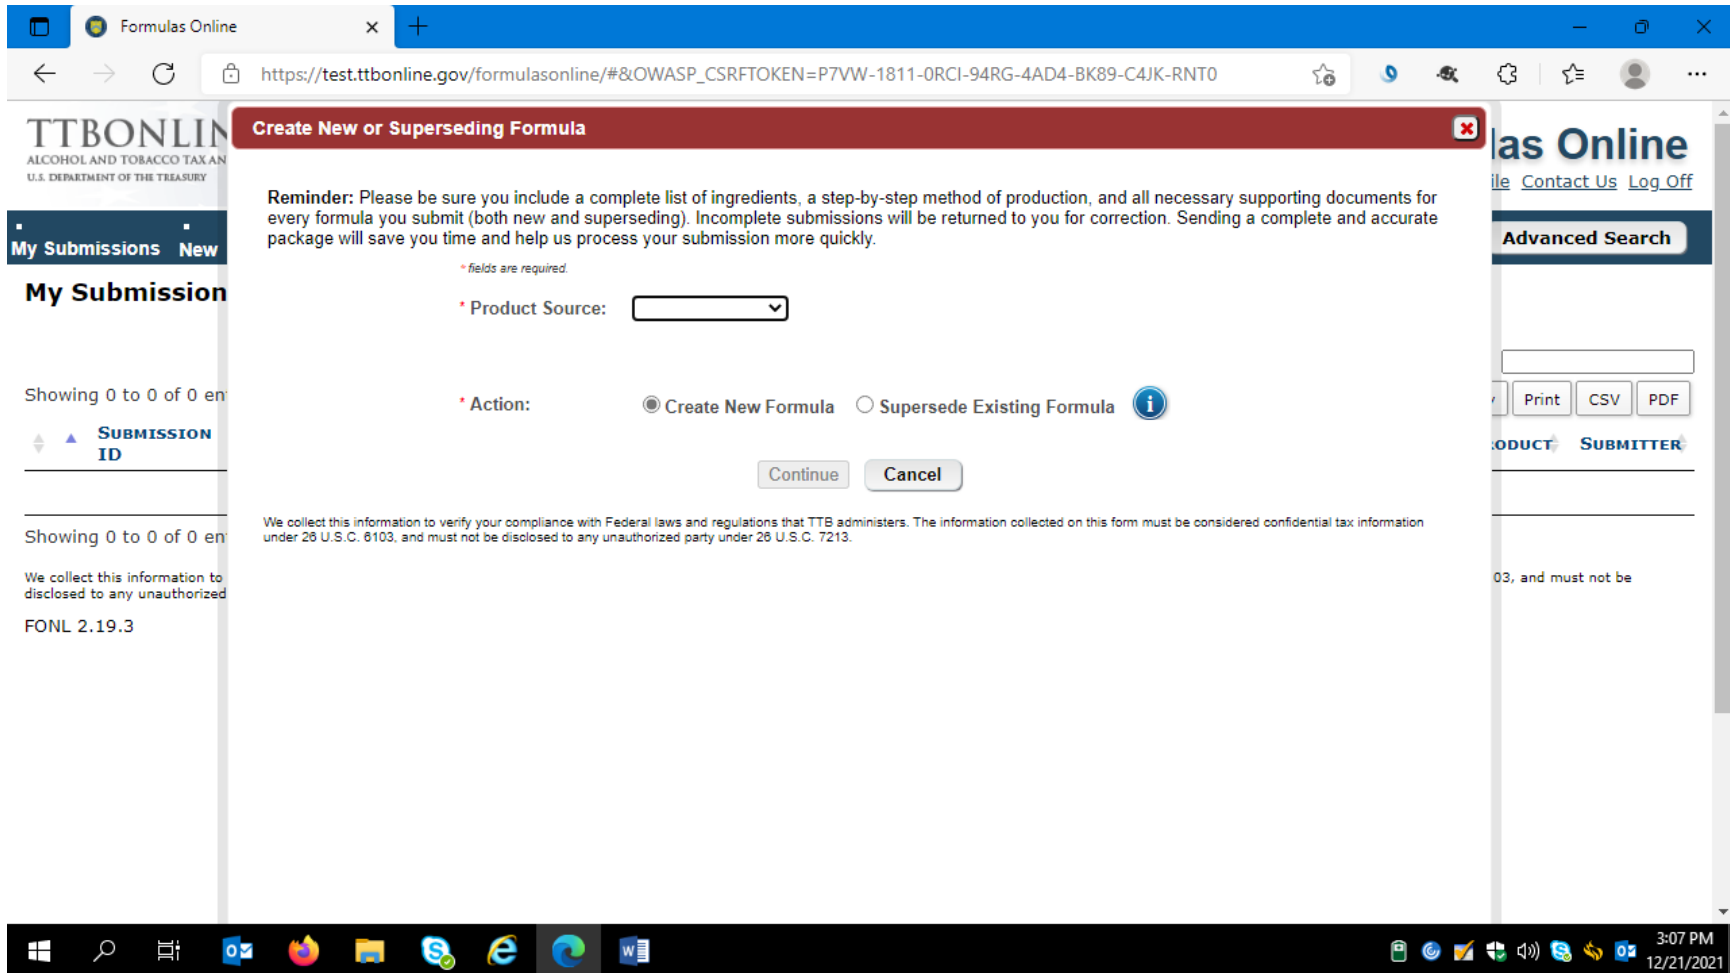 Formulas Online
https://test.ttbonline.gov/formulasonline/#&OWASP_CSRFTOKEN=P7VW-1811-0RCI-94RG-4AD4-BK89-C4JK-RNT0
TTBONLIN
ALCOHOL AND TOBACCO TAX AN
U.S. DEPARTMENT OF THE TREASURY
Create New or Superseding Formula
las Online
ile Contact Us Log Off
My Submissions New
Advanced Search
Reminder: Please be sure you include a complete list of ingredients, a step-by-step method of production, and all necessary supporting documents for
every formula you submit (both new and superseding). Incomplete submissions will be returned to you for correction. Sending a complete and accurate
package will save you time and help us process your submission more quickly.
* fields are required.
My Submission
* Product Source:
Showing 0 to 0 of 0 en
* Action: Create New Formula Supersede Existing Formula
Print CSV PDF
SUBMISSION
ID
ODUCT SUBMITTER
Continue Cancel
We collect this information to verify your compliance with Federal laws and regulations that TTB administers. The information collected on this form must be considered confidential tax information
under 26 U.S.C. 6103, and must not be disclosed to any unauthorized party under 26 U.S.C. 7213.
Showing 0 to 0 of 0 en
We collect this information to
disclosed to any unauthorized
03, and must not be
FONL 2.19.3
3:07 PM
12/21/2021